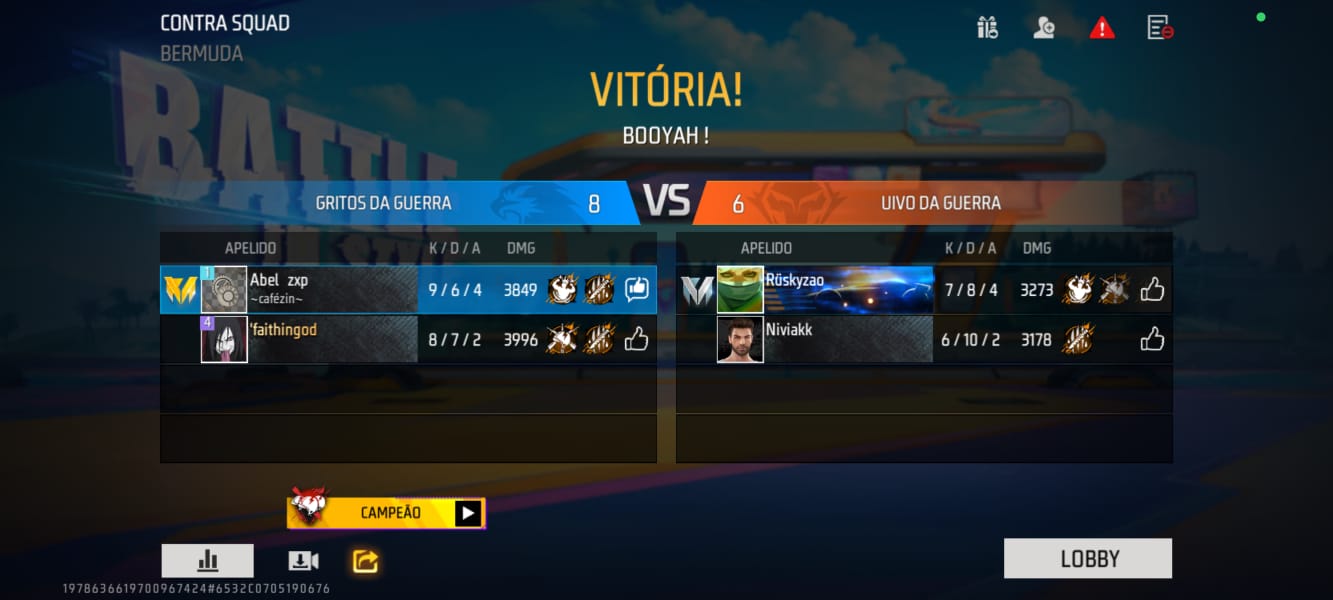 CONTRA SQUAD
BERMUDA
VITÓRIA!
BOOYAH !
GRITOS DA GUERRA 8 VS 6 UIVO DA GUERRA
APELIDO K / D / A DMG APELIDO K / D / A DMG
1 Abel zxp 9 / 6 / 4 3849 Rüskyzao 7 / 8 / 4 3273
~cafézin~
4 'faithingod 8 / 7 / 2 3996 Niviakk 6 / 10 / 2 3178
CAMPEÃO
LOBBY
1978636619700967424#6532C0705190676
BATTLE